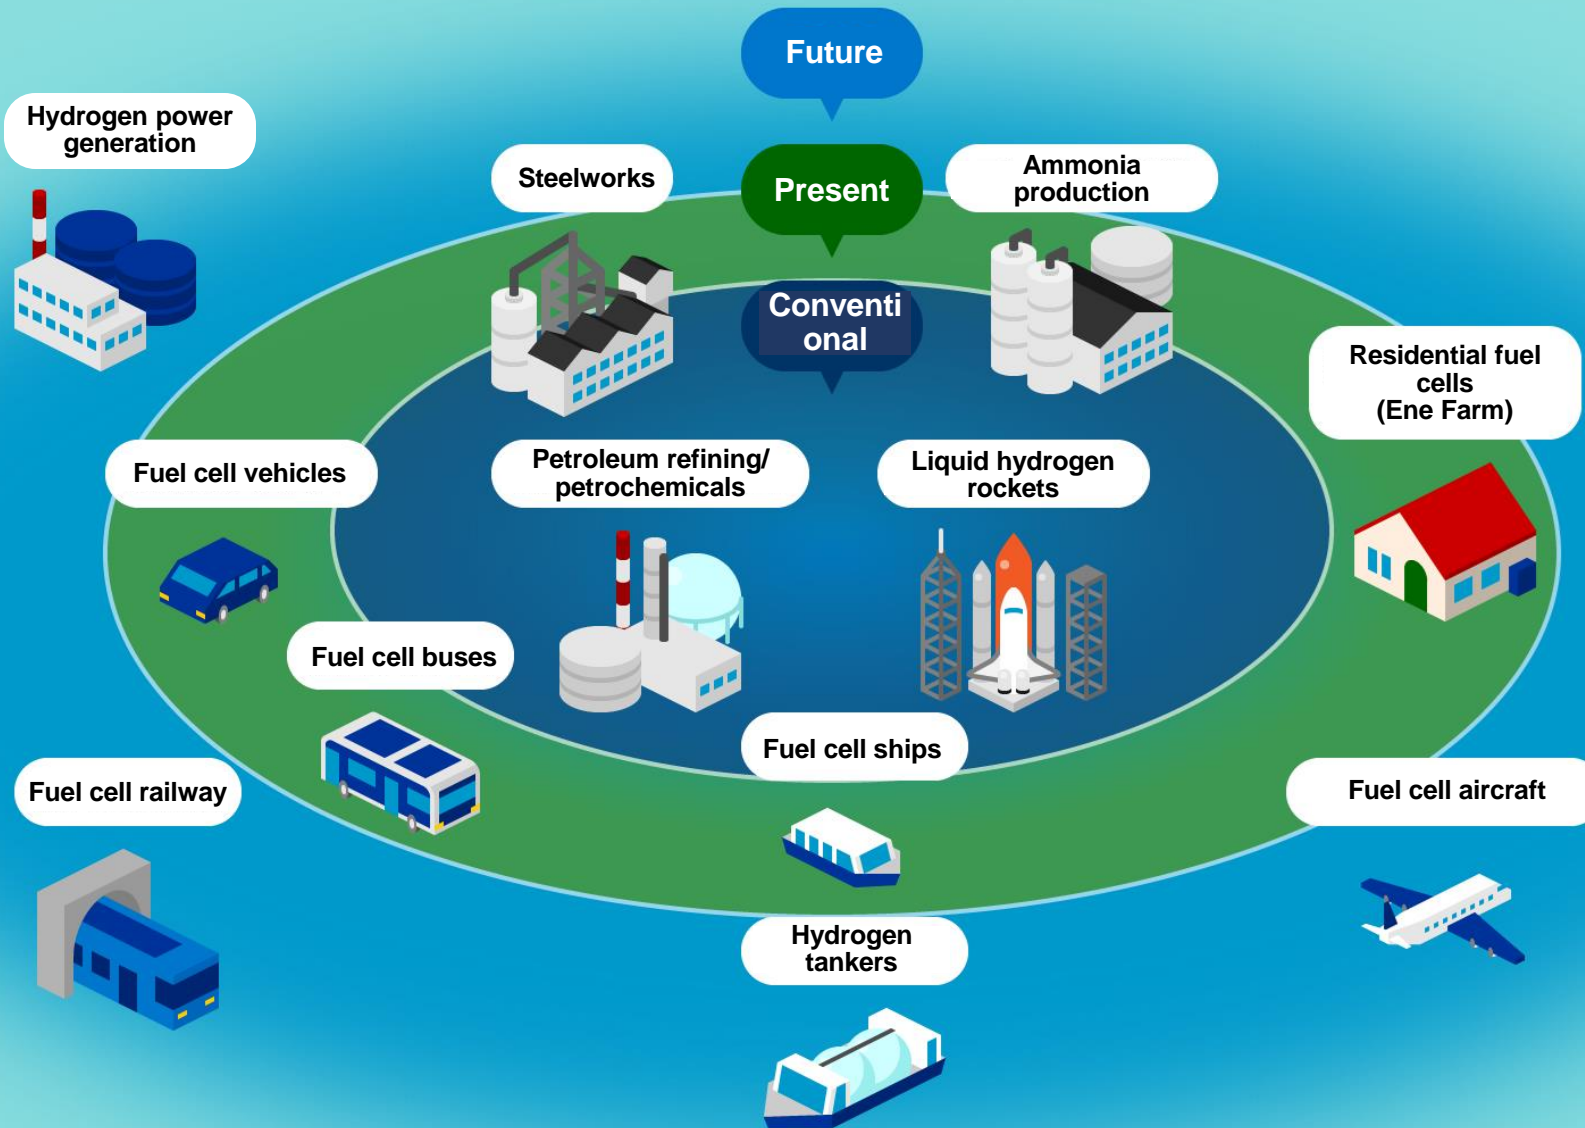 Future
Hydrogen power
generation
Steelworks
Present
Ammonia
production
Conventi
onal
Residential fuel
cells
(Ene Farm)
Fuel cell vehicles
Petroleum refining/
petrochemicals
Liquid hydrogen
rockets
Fuel cell buses
Fuel cell ships
Fuel cell railway
Fuel cell aircraft
Hydrogen
tankers